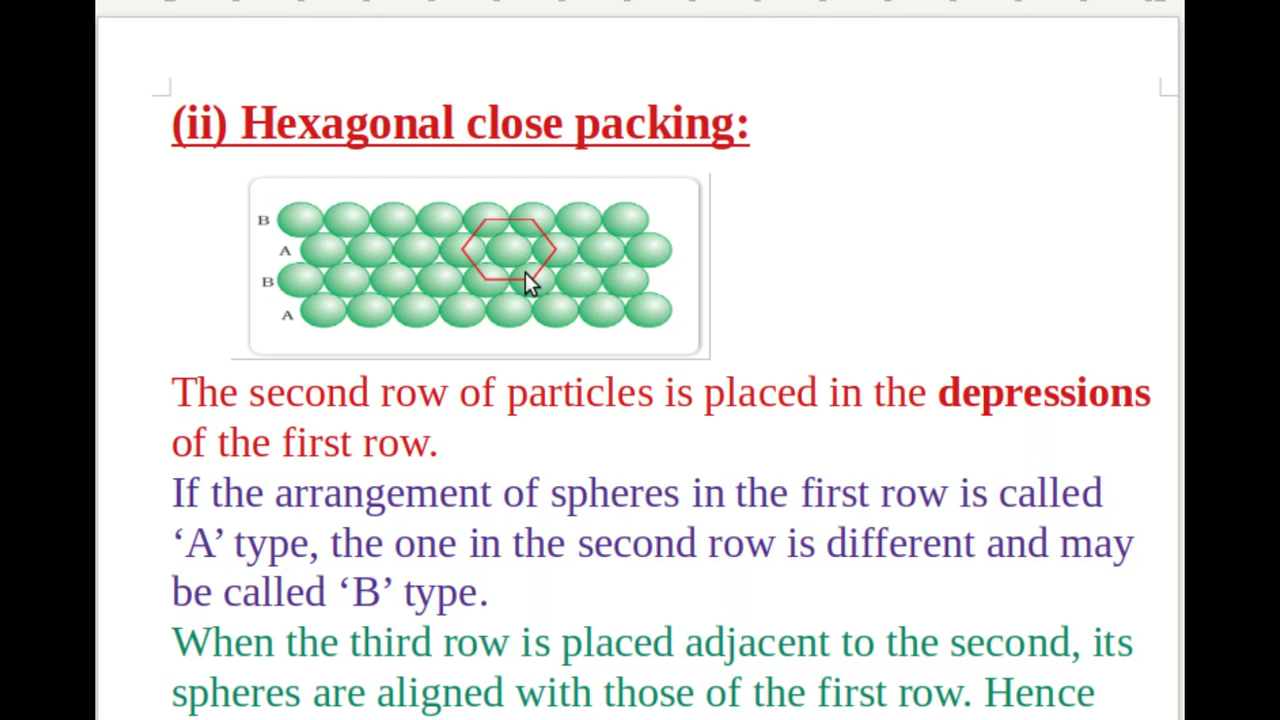 (ii) Hexagonal close packing:
B
A
B
A
The second row of particles is placed in the depressions
of the first row.
If the arrangement of spheres in the first row is called
‘A’ type, the one in the second row is different and may
be called ‘B’ type.
When the third row is placed adjacent to the second, its
spheres are aligned with those of the first row. Hence